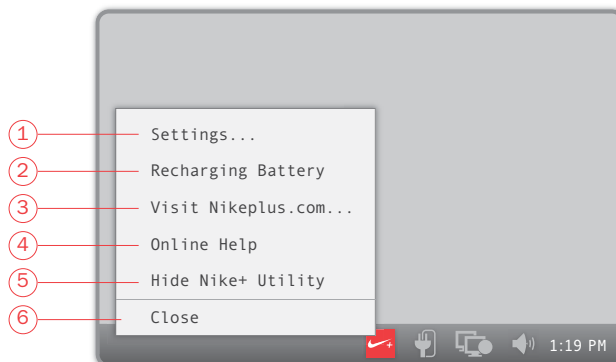 1 Settings...
2 Recharging Battery
3 Visit Nikeplus.com...
4 Online Help
5 Hide Nike+ Utility
6 Close
1:19 PM